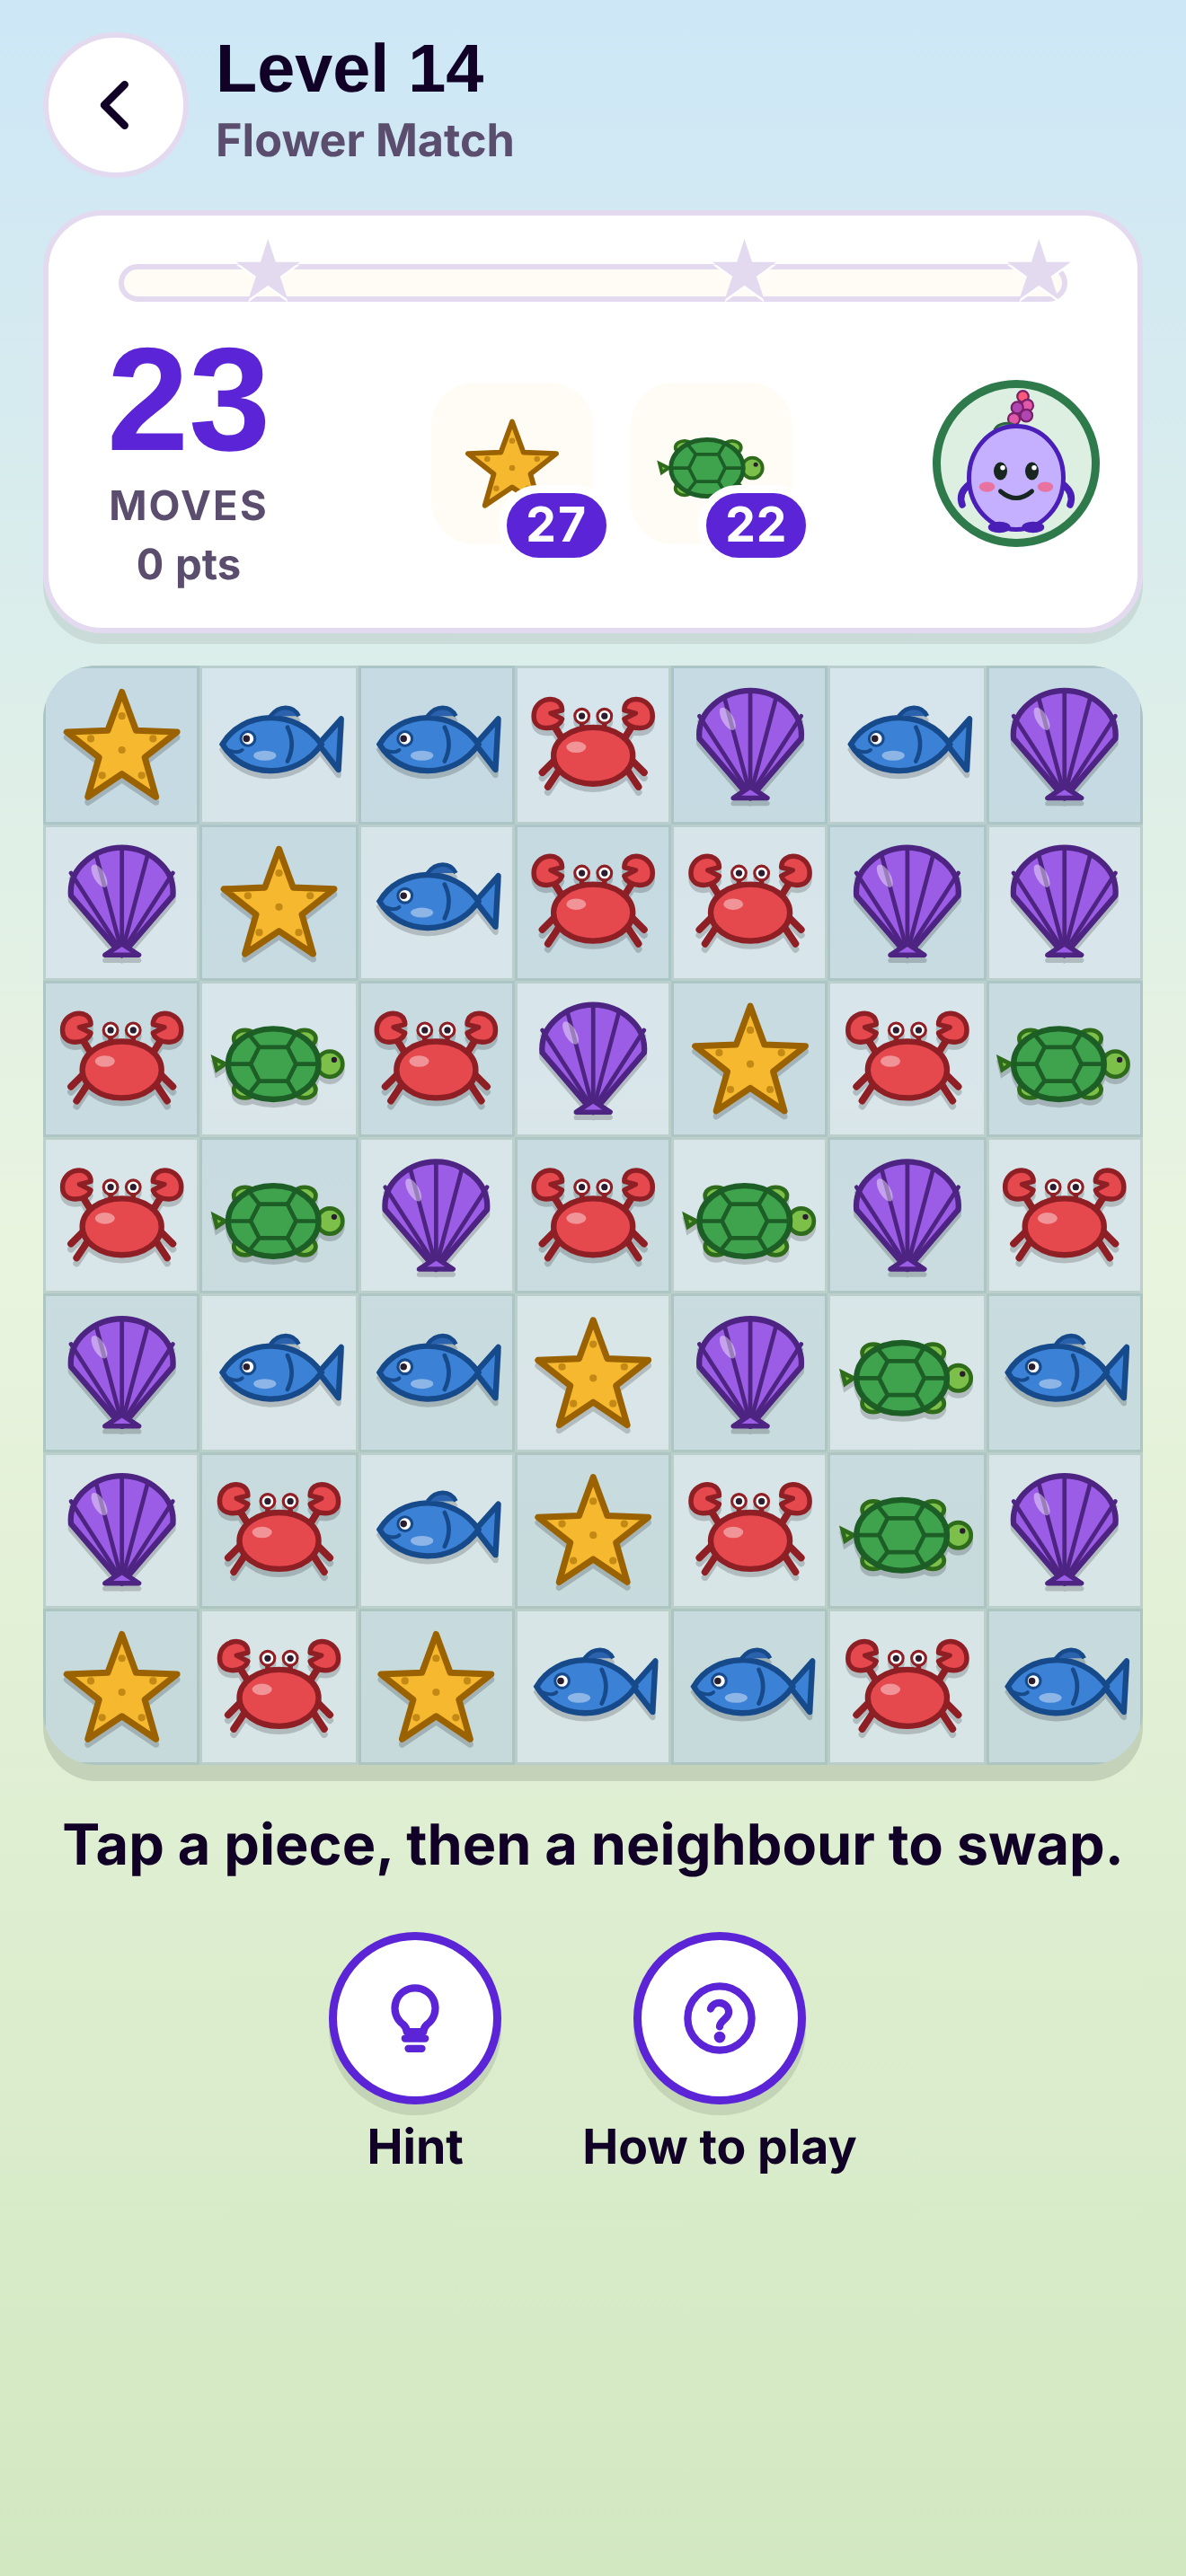 Level 14
Flower Match
23
MOVES
0 pts
27
22
Tap a piece, then a neighbour to swap.
Hint
How to play